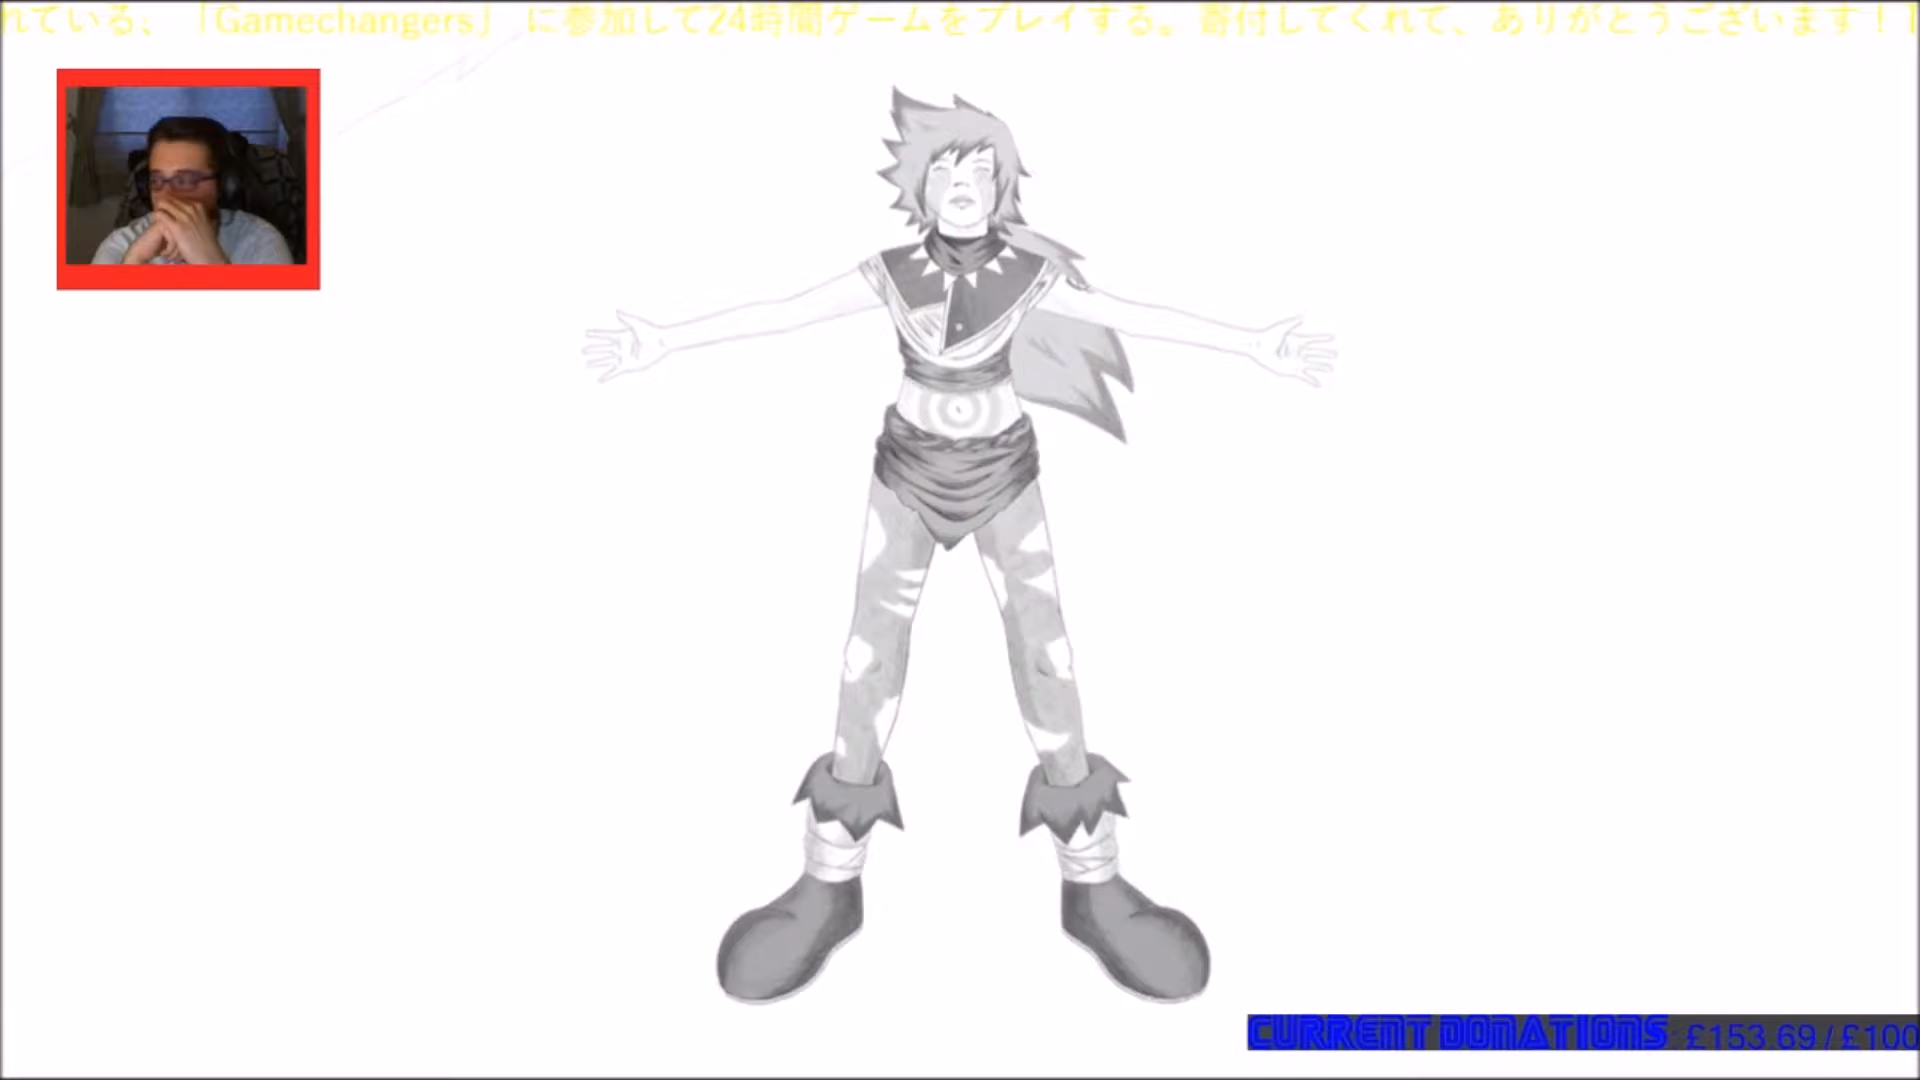 れている、「Gamechangers」に参加して24時間ゲームをプレイする。寄付してくれて、ありがとうございます！
CURRENT DONATIONS: £153.69 / £100